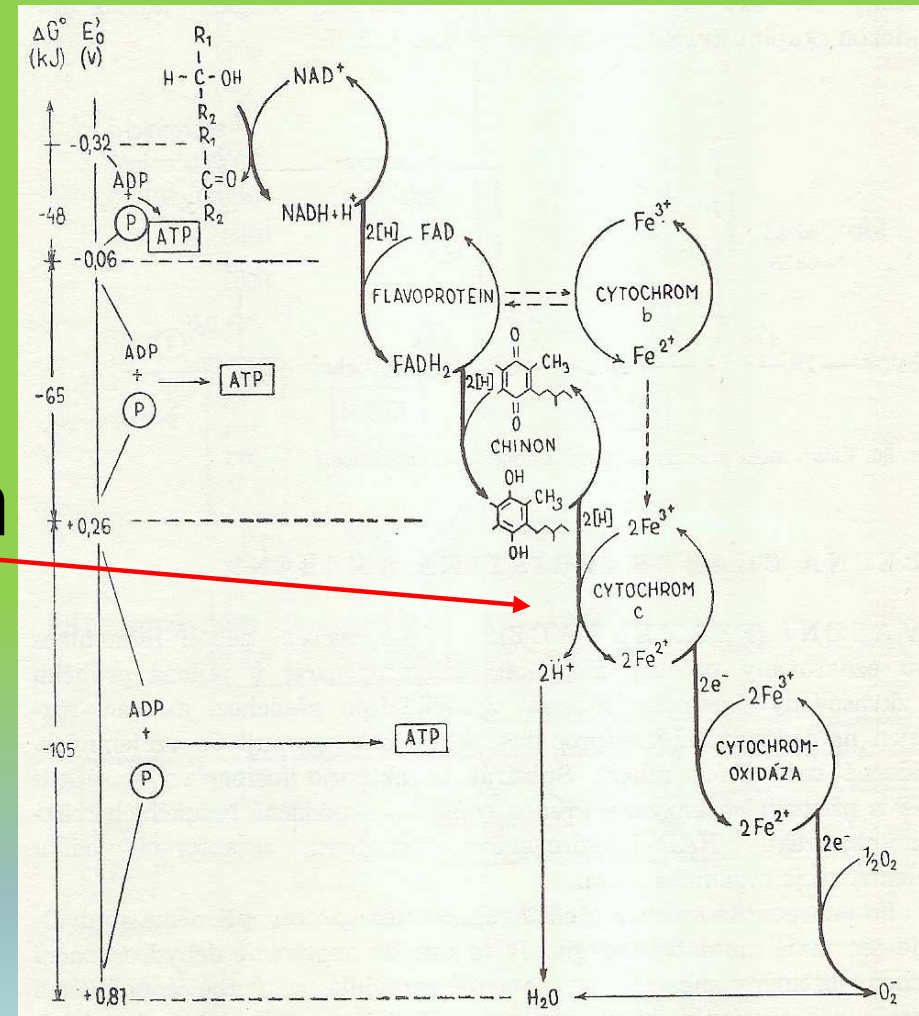 ΔG° E₀'
(kJ) (V)
R₁
H - C - OH
R₂
R₁
C=O
R₂
NAD⁺
NADH+H⁺
-0,32
ADP
+
P
ATP
-48
-0,06
2[H]
FAD
FLAVOPROTEIN
FADH₂
Fe³⁺
CYTOCHROM
b
Fe²⁺
ADP
+
P
ATP
-65
2[H]
O
CH₃
O
CHINON
OH
CH₃
OH
n
+0,26
2[H]
2Fe³⁺
CYTOCHROM
c
2H⁺
2Fe²⁺
2e⁻
2Fe³⁺
CYTOCHROM-
OXIDÁZA
2Fe²⁺
2e⁻
½O₂
ADP
+
P
ATP
-105
+0,81
H₂O
O₂⁻